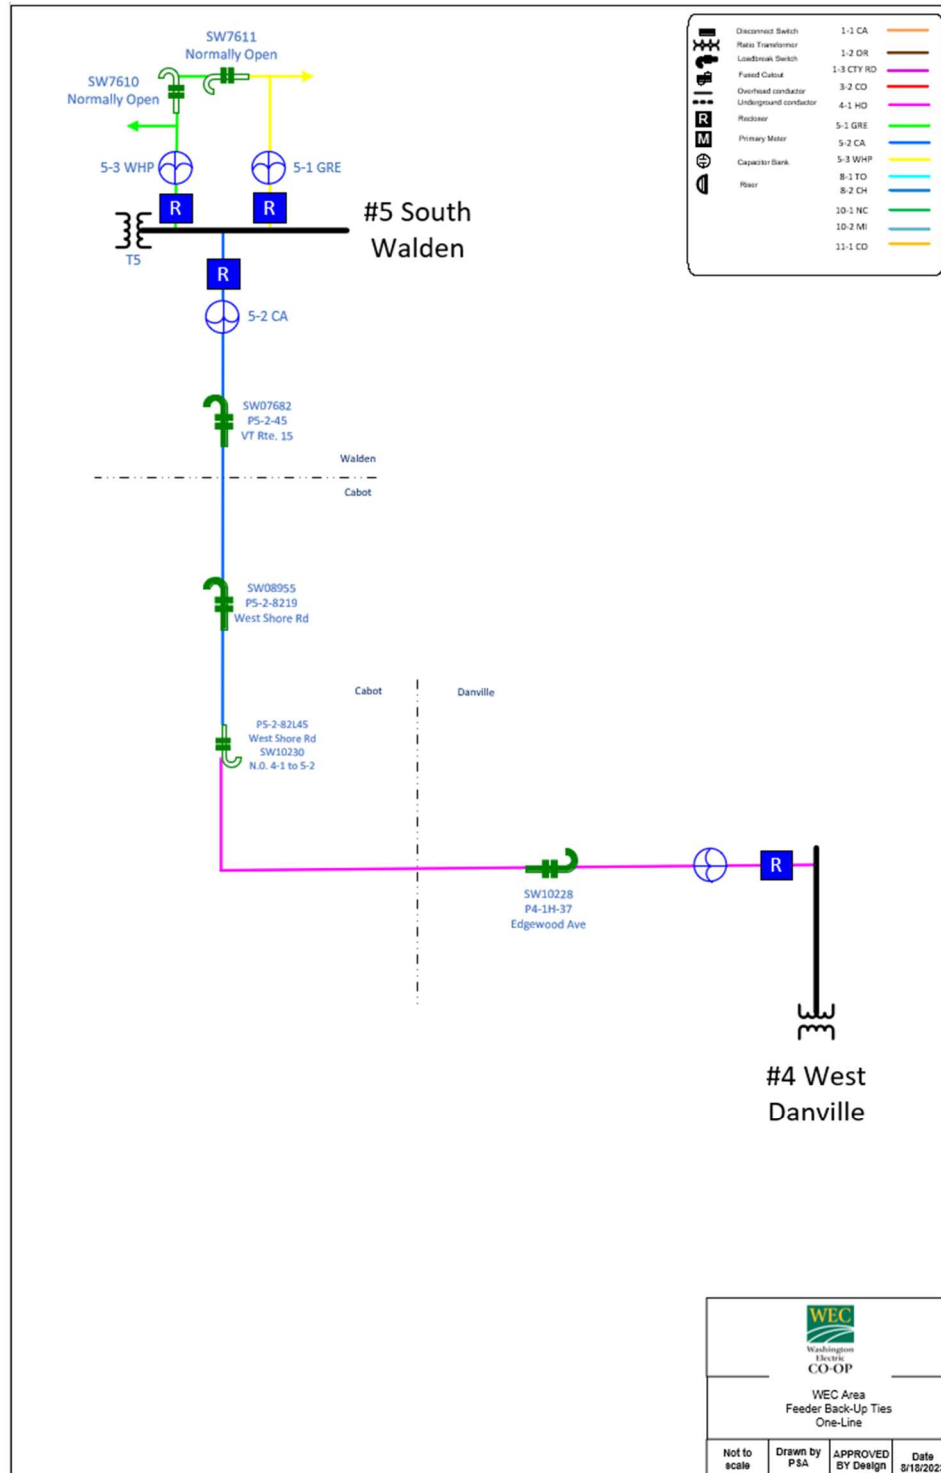 SW7611
Normally Open
SW7610
Normally Open
5-3 WHP
5-1 GRE
R
R
#5 South
Walden
T5
R
5-2 CA
SW07682
P5-2-45
VT Rte. 15
Walden
Cabot
SW08955
P5-2-8219
West Shore Rd
Cabot
Danville
P5-2-82L45
West Shore Rd
SW10230
N.O. 4-1 to 5-2
SW10228
P4-1H-37
Edgewood Ave
R
#4 West
Danville
Disconnect Switch
Ratio Transformer
Loadbreak Switch
Fused Cutout
Overhead conductor
Underground conductor
R Recloser
M Primary Meter
Capacitor Bank
Riser
1-1 CA
1-2 OR
1-3 CTY RD
3-2 CO
4-1 HO
5-1 GRE
5-2 CA
5-3 WHP
8-1 TO
8-2 CH
10-1 NC
10-2 MI
11-1 CO
WEC
Washington
Electric
CO-OP
WEC Area
Feeder Back-Up Ties
One-Line
Not to
scale
Drawn by
PSA
APPROVED
BY Design
Date